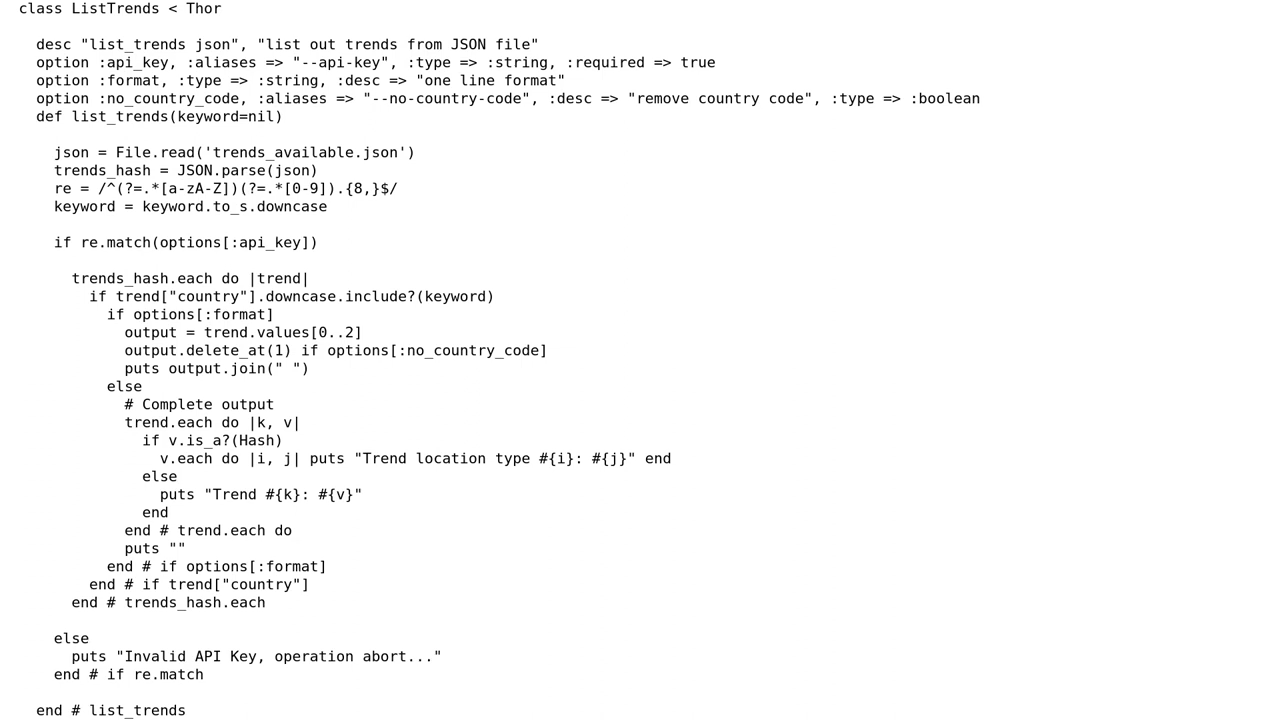 class ListTrends < Thor
desc "list_trends json", "list out trends from JSON file"
option :api_key, :aliases => "--api-key", :type => :string, :required => true
option :format, :type => :string, :desc => "one line format"
option :no_country_code, :aliases => "--no-country-code", :desc => "remove country code", :type => :boolean
def list_trends(keyword=nil)
json = File.read('trends_available.json')
trends_hash = JSON.parse(json)
re = /^(?=.*[a-zA-Z])(?=.*[0-9]).{8,}$/
keyword = keyword.to_s.downcase
if re.match(options[:api_key])
trends_hash.each do |trend|
if trend["country"].downcase.include?(keyword)
if options[:format]
output = trend.values[0..2]
output.delete_at(1) if options[:no_country_code]
puts output.join(" ")
else
# Complete output
trend.each do |k, v|
if v.is_a?(Hash)
v.each do |i, j| puts "Trend location type #{i}: #{j}" end
else
puts "Trend #{k}: #{v}"
end
end # trend.each do
puts ""
end # if options[:format]
end # if trend["country"]
end # trends_hash.each
else
puts "Invalid API Key, operation abort..."
end # if re.match
end # list_trends